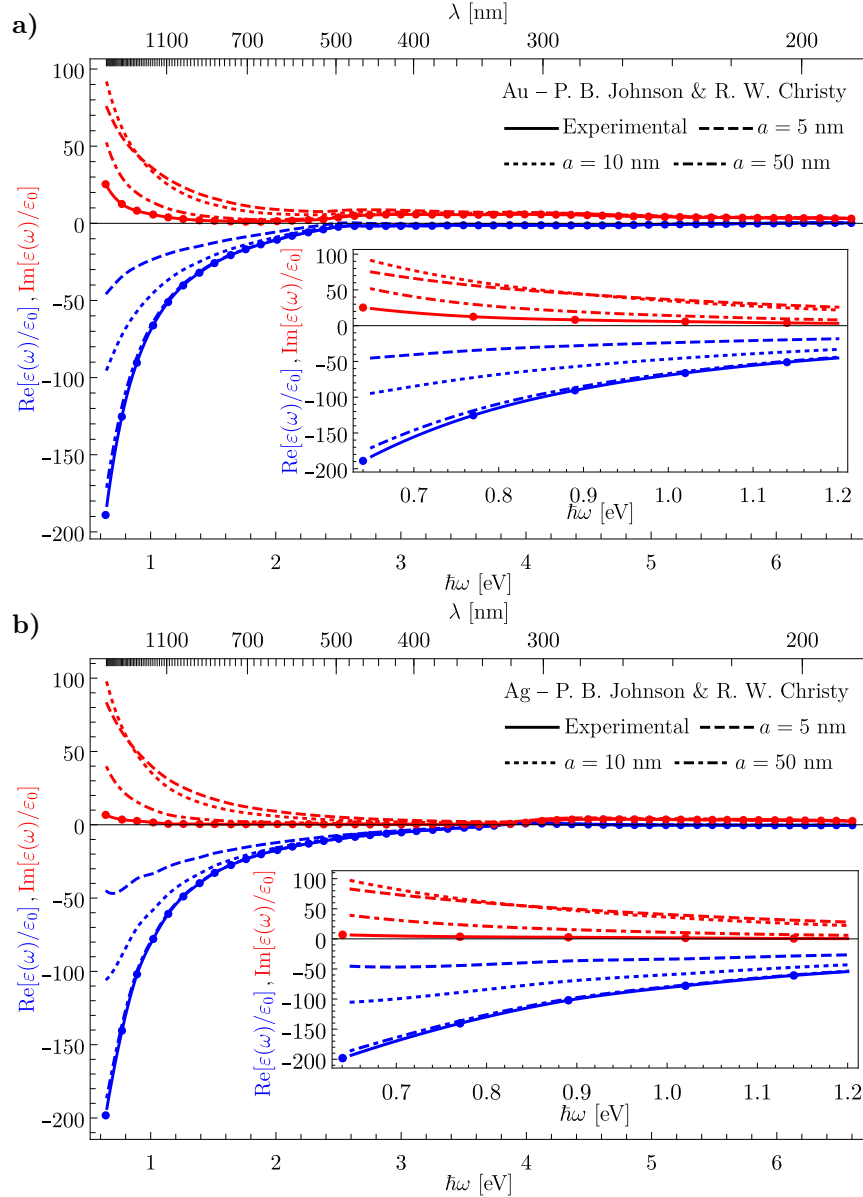 a)
λ [nm]
1100 700 500 400 300 200
Au – P. B. Johnson & R. W. Christy
Experimental a = 5 nm
a = 10 nm a = 50 nm
Re[ε(ω)/ε₀] , Im[ε(ω)/ε₀]
100
50
0
−50
−100
−150
−200
1 2 3 4 5 6
ħω [eV]
Re[ε(ω)/ε₀] , Im[ε(ω)/ε₀]
100
50
0
−50
−100
−150
−200
0.7 0.8 0.9 1.0 1.1 1.2
ħω [eV]
b)
λ [nm]
1100 700 500 400 300 200
Ag – P. B. Johnson & R. W. Christy
Experimental a = 5 nm
a = 10 nm a = 50 nm
Re[ε(ω)/ε₀] , Im[ε(ω)/ε₀]
100
50
0
−50
−100
−150
−200
1 2 3 4 5 6
ħω [eV]
Re[ε(ω)/ε₀] , Im[ε(ω)/ε₀]
100
50
0
−50
−100
−150
−200
0.7 0.8 0.9 1.0 1.1 1.2
ħω [eV]